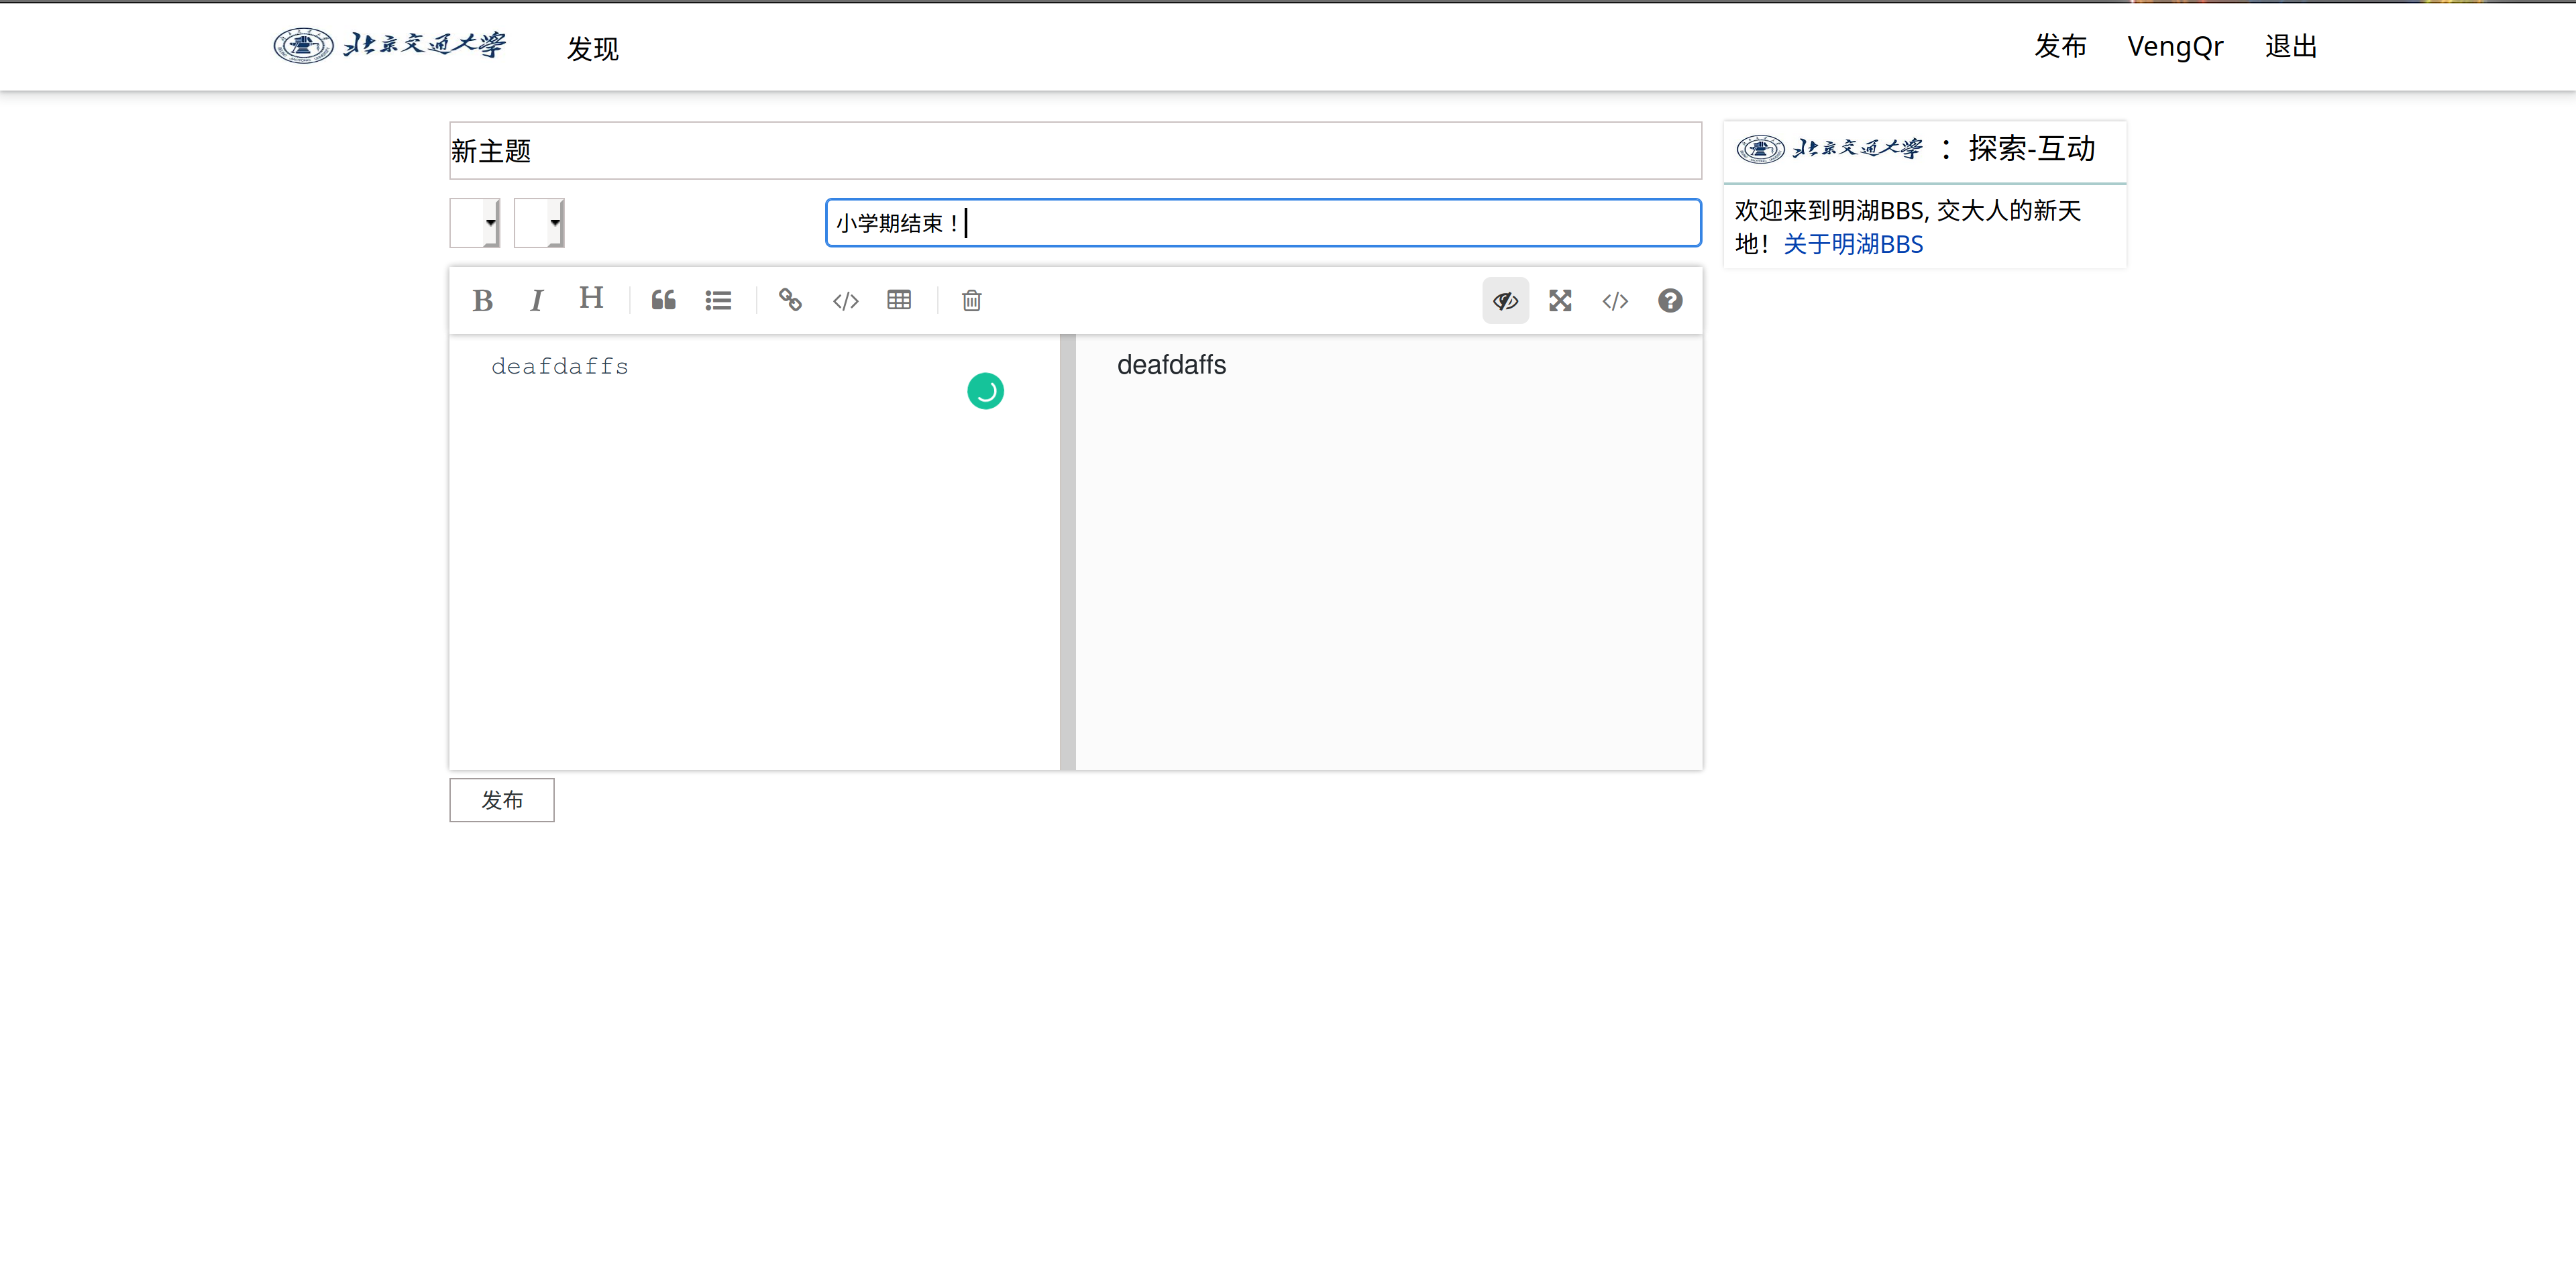 北京交通大学 发现 发布 VengQr 退出
新主题
小学期结束！
B I H
deafdaffs
deafdaffs
发布
北京交通大学 ：探索-互动
欢迎来到明湖BBS, 交大人的新天
地！关于明湖BBS